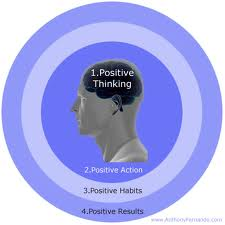 1.Positive
Thinking
2.Positive Action
3.Positive Habits
4.Positive Results
www.AnthonyFernando.com